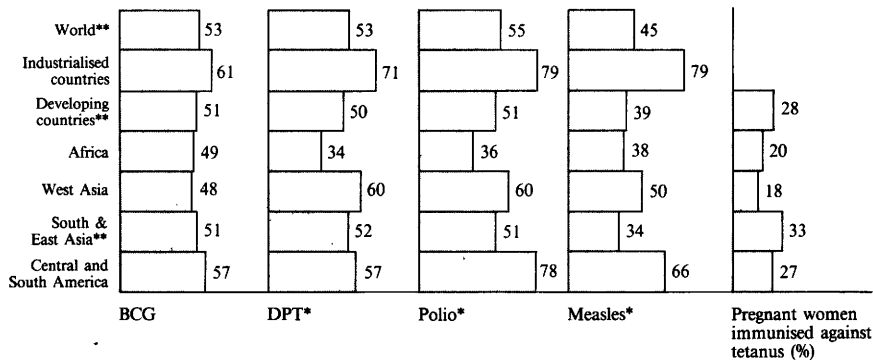 World** 53 53 55 45
Industrialised
countries 61 71 79 79
Developing
countries** 51 50 51 39 28
Africa 49 34 36 38 20
West Asia 48 60 60 50 18
South &
East Asia** 51 52 51 34 33
Central and
South America 57 57 78 66 27
BCG DPT* Polio* Measles* Pregnant women
immunised against
tetanus (%)